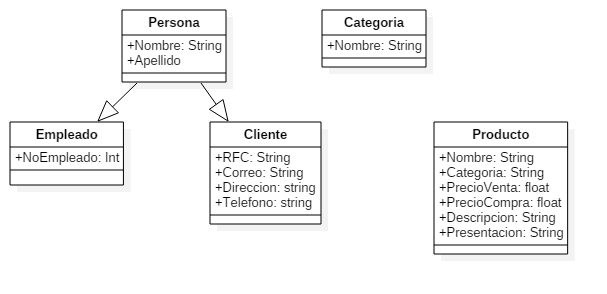 Persona
+Nombre: String
+Apellido
Categoria
+Nombre: String
Empleado
+NoEmpleado: Int
Cliente
+RFC: String
+Correo: String
+Direccion: string
+Telefono: string
Producto
+Nombre: String
+Categoria: String
+PrecioVenta: float
+PrecioCompra: float
+Descripcion: String
+Presentacion: String